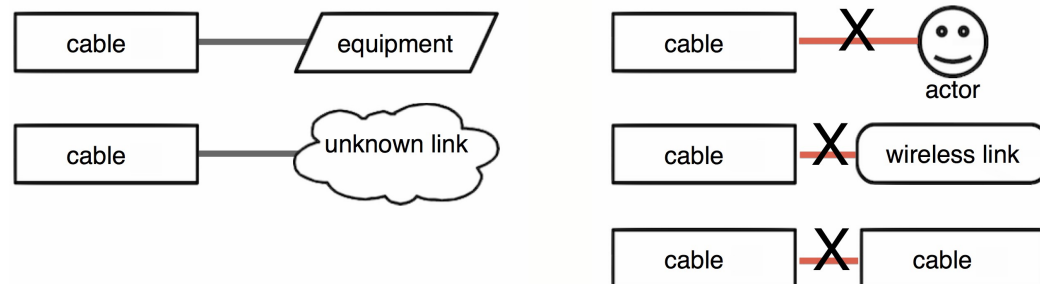 cable
equipment
cable
unknown link
cable
X
actor
cable
X
wireless link
cable
X
cable